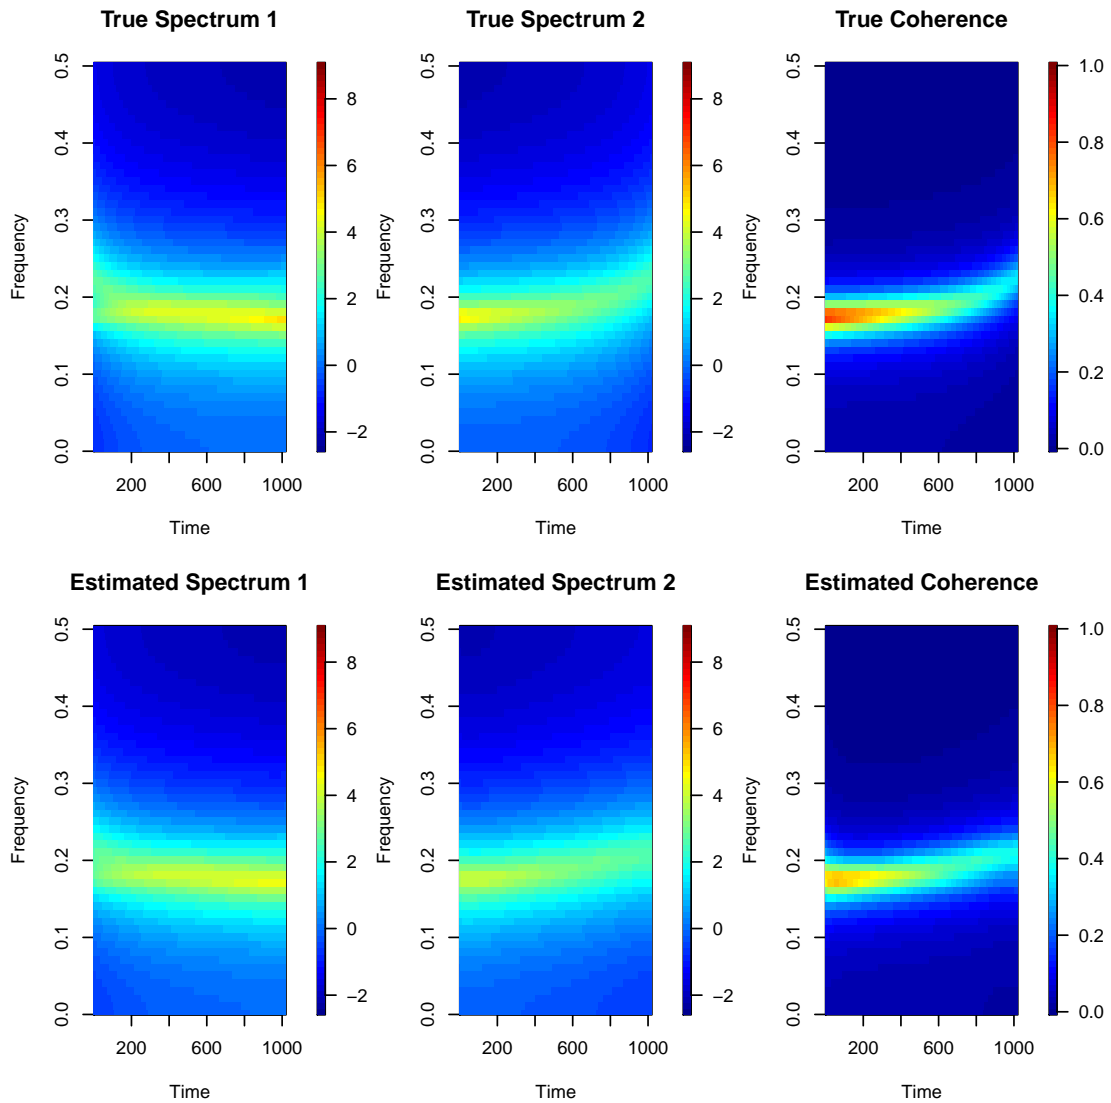 True Spectrum 1
True Spectrum 2
True Coherence
0.0 0.1 0.2 0.3 0.4 0.5
Frequency
−2 0 2 4 6 8
200 600 1000
Time
0.0 0.1 0.2 0.3 0.4 0.5
Frequency
−2 0 2 4 6 8
200 600 1000
Time
0.0 0.1 0.2 0.3 0.4 0.5
Frequency
0.0 0.2 0.4 0.6 0.8 1.0
200 600 1000
Time
Estimated Spectrum 1
Estimated Spectrum 2
Estimated Coherence
0.0 0.1 0.2 0.3 0.4 0.5
Frequency
−2 0 2 4 6 8
200 600 1000
Time
0.0 0.1 0.2 0.3 0.4 0.5
Frequency
−2 0 2 4 6 8
200 600 1000
Time
0.0 0.1 0.2 0.3 0.4 0.5
Frequency
0.0 0.2 0.4 0.6 0.8 1.0
200 600 1000
Time